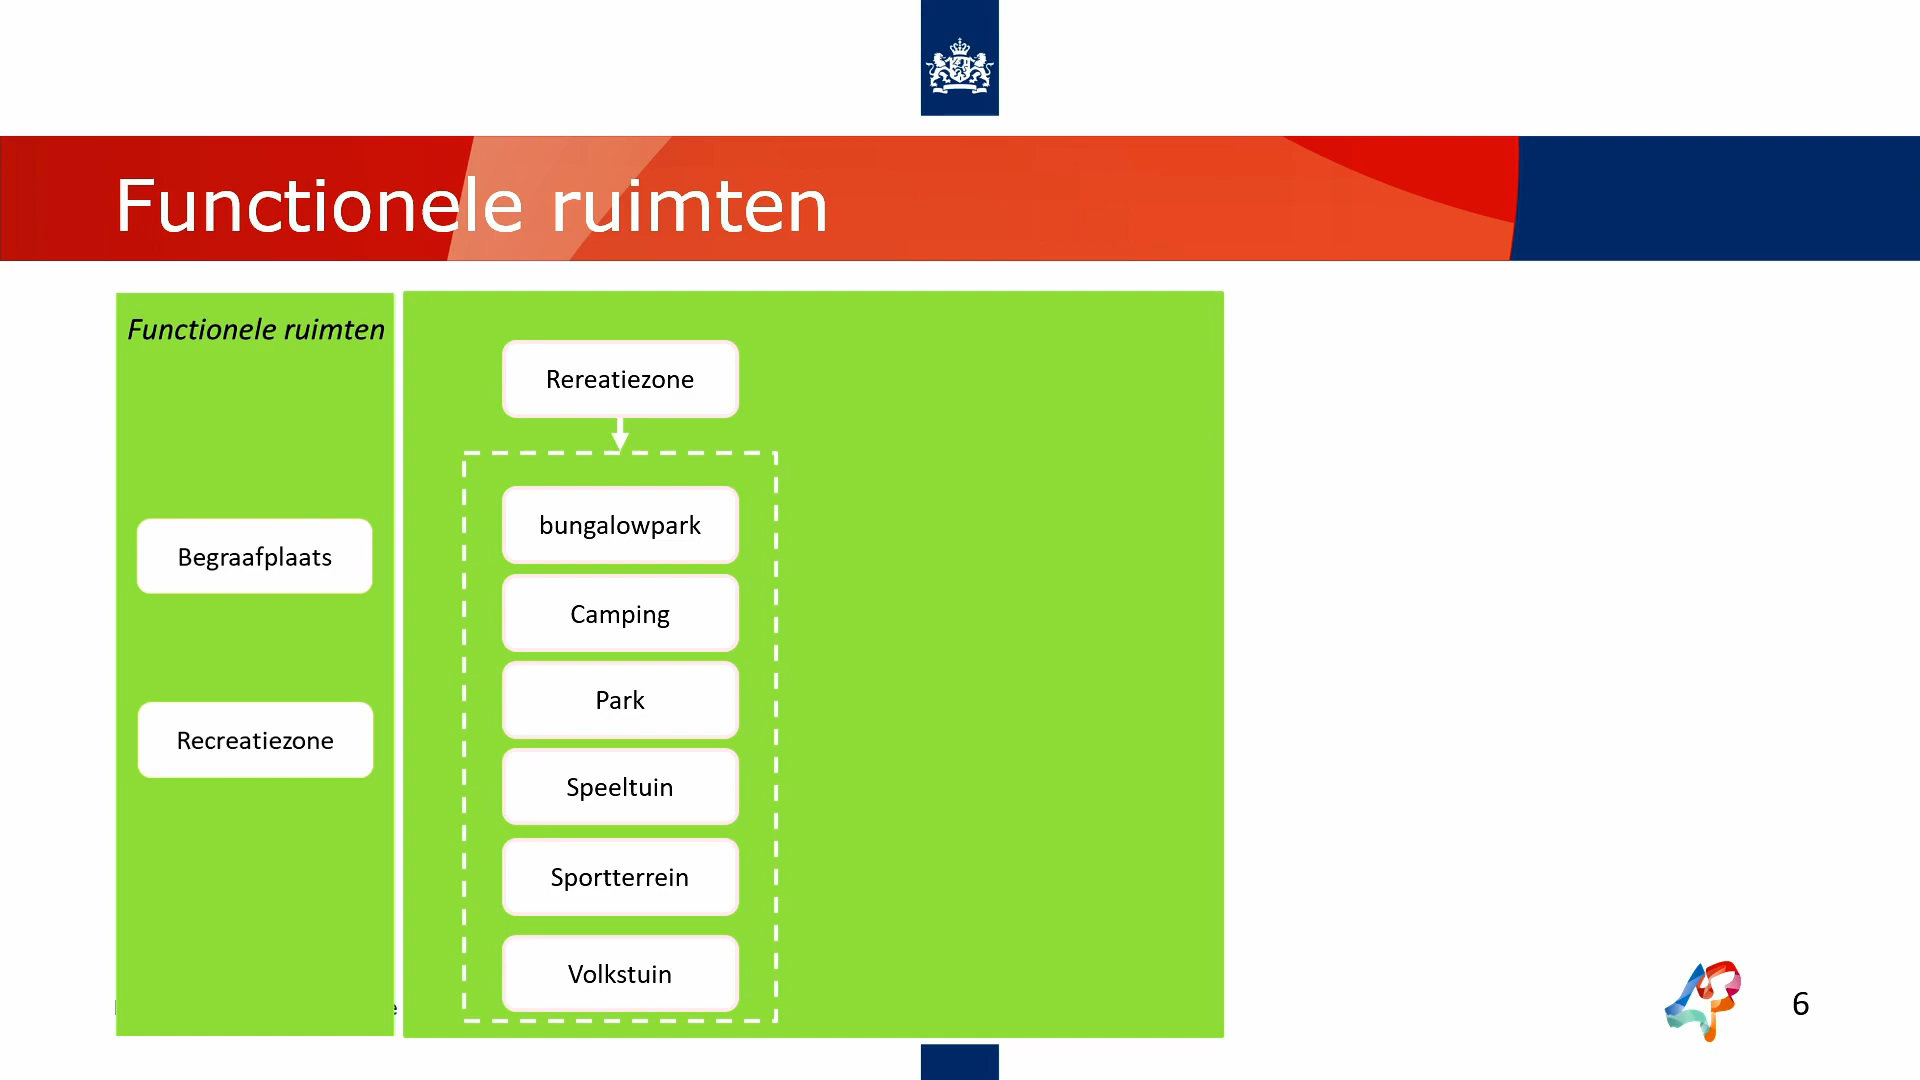 Functionele ruimten
Functionele ruimten
Begraafplaats
Recreatiezone
Rereatiezone
bungalowpark
Camping
Park
Speeltuin
Sportterrein
Volkstuin
6